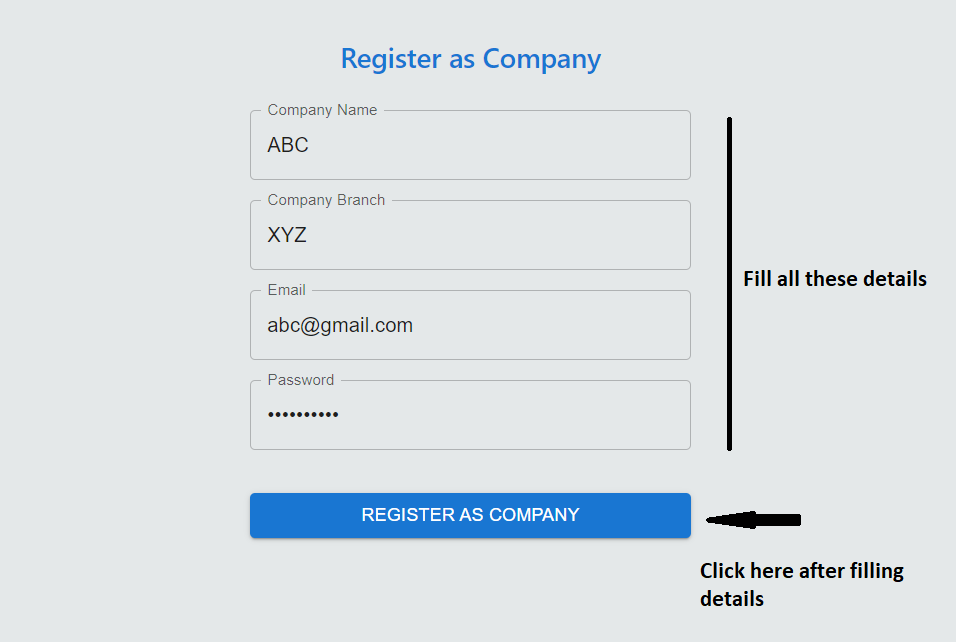 Register as Company
Company Name
ABC
Company Branch
XYZ
Fill all these details
Email
abc@gmail.com
Password
••••••••••
REGISTER AS COMPANY
Click here after filling
details